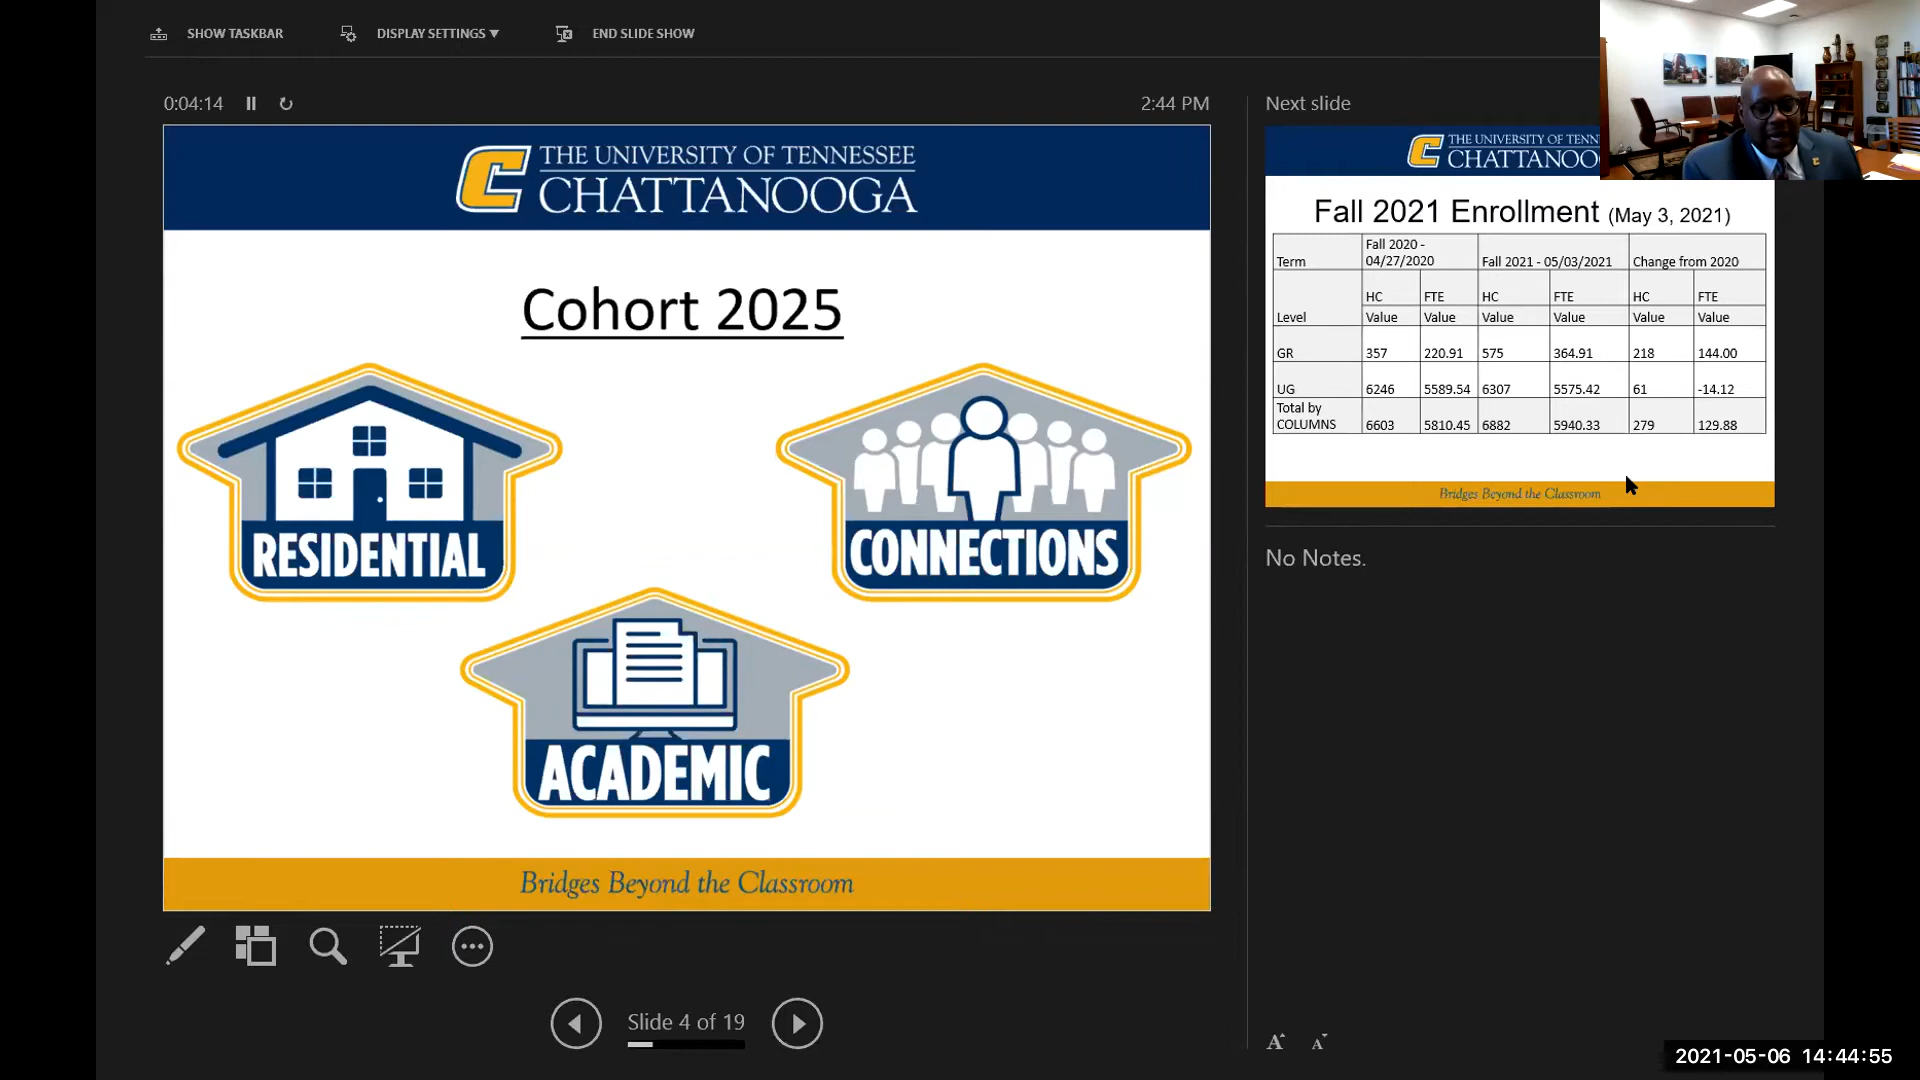 SHOW TASKBAR
DISPLAY SETTINGS ▼
END SLIDE SHOW
0:04:14
2:44 PM
THE UNIVERSITY OF TENNESSEE
CHATTANOOGA
Cohort 2025
RESIDENTIAL
CONNECTIONS
ACADEMIC
Bridges Beyond the Classroom
Slide 4 of 19
Next slide
THE UNIVERSITY OF TENN
CHATTANOO
Fall 2021 Enrollment (May 3, 2021)
Term Fall 2020 - 04/27/2020 Fall 2021 - 05/03/2021 Change from 2020
HC FTE HC FTE HC FTE
Level Value Value Value Value Value Value
GR 357 220.91 575 364.91 218 144.00
UG 6246 5589.54 6307 5575.42 61 -14.12
Total by COLUMNS 6603 5810.45 6882 5940.33 279 129.88
Bridges Beyond the Classroom
No Notes.
A A
2021-05-06 14:44:55